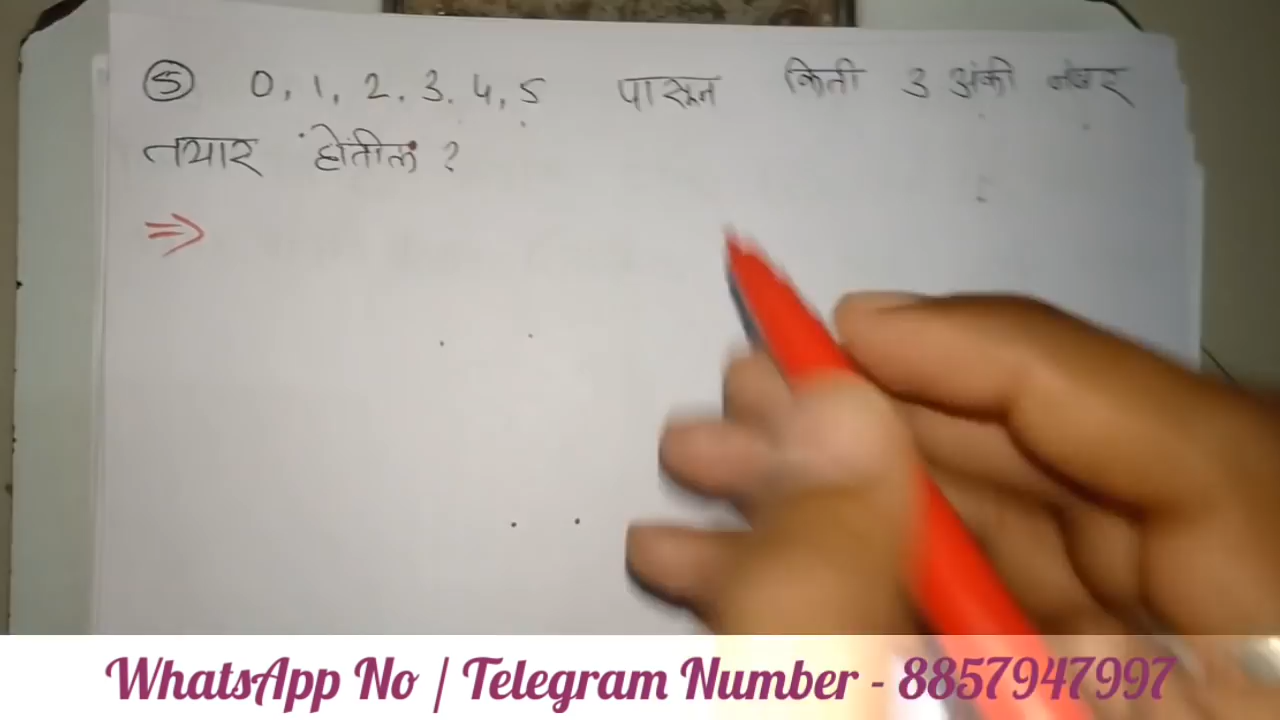 ⑤ 0, 1, 2, 3, 4, 5 पासून किती 3 अंकी नंबर
तयार होतील ?
⇒
WhatsApp No / Telegram Number - 8857947997